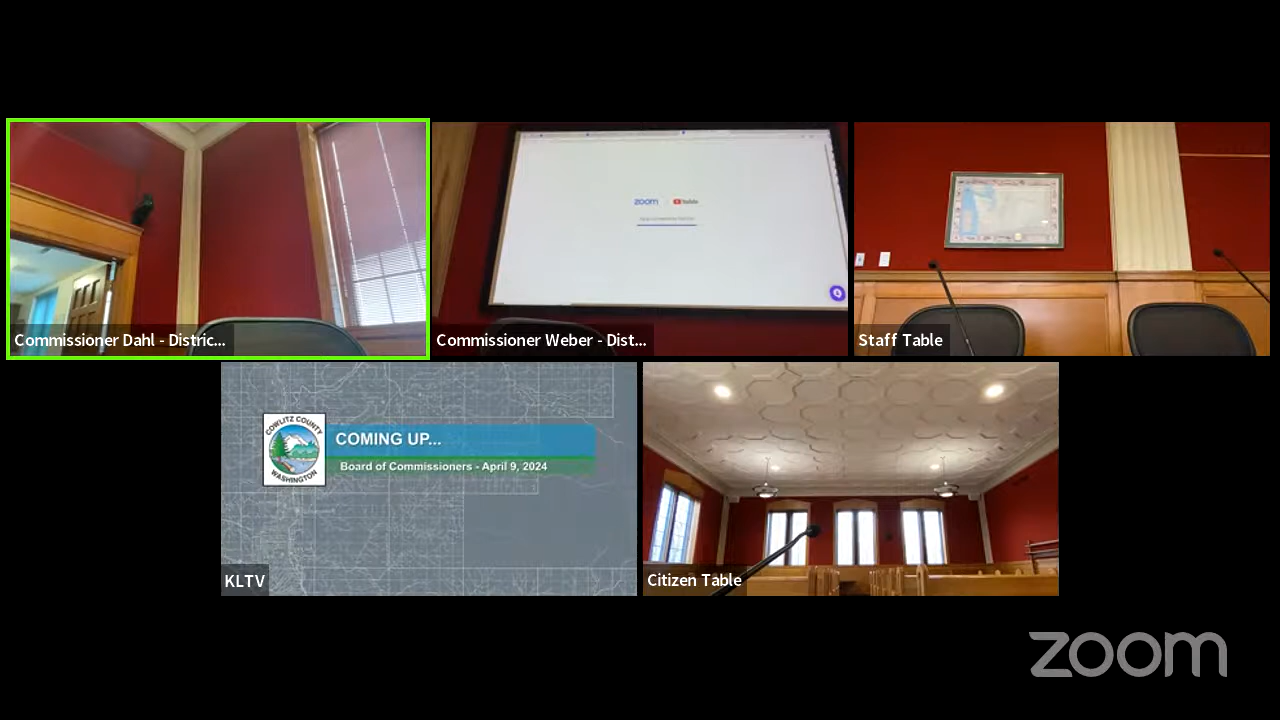 zoom YouTube
Commissioner Dahl - Distric...
Commissioner Weber - Dist...
Staff Table
COWLITZ COUNTY
WASHINGTON
COMING UP...
Board of Commissioners - April 9, 2024
KLTV
Citizen Table
zoom